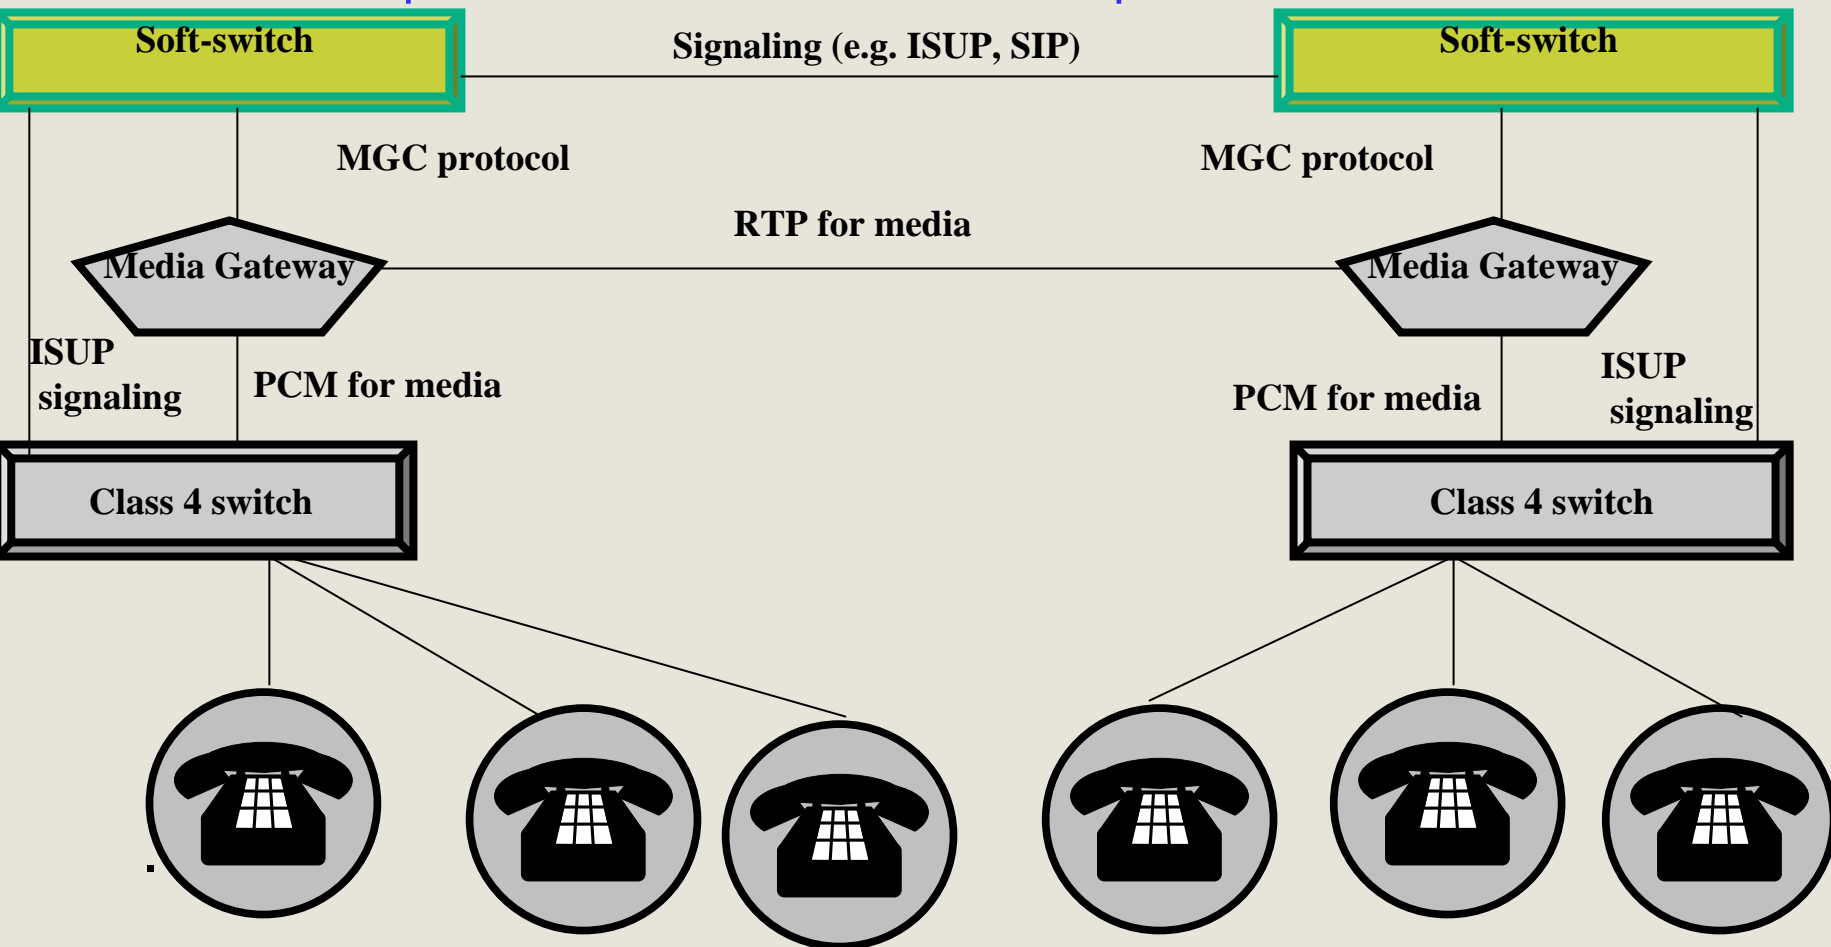 Soft-switch
Signaling (e.g. ISUP, SIP)
Soft-switch
MGC protocol
MGC protocol
RTP for media
Media Gateway
Media Gateway
ISUP
signaling
PCM for media
PCM for media
ISUP
signaling
Class 4 switch
Class 4 switch